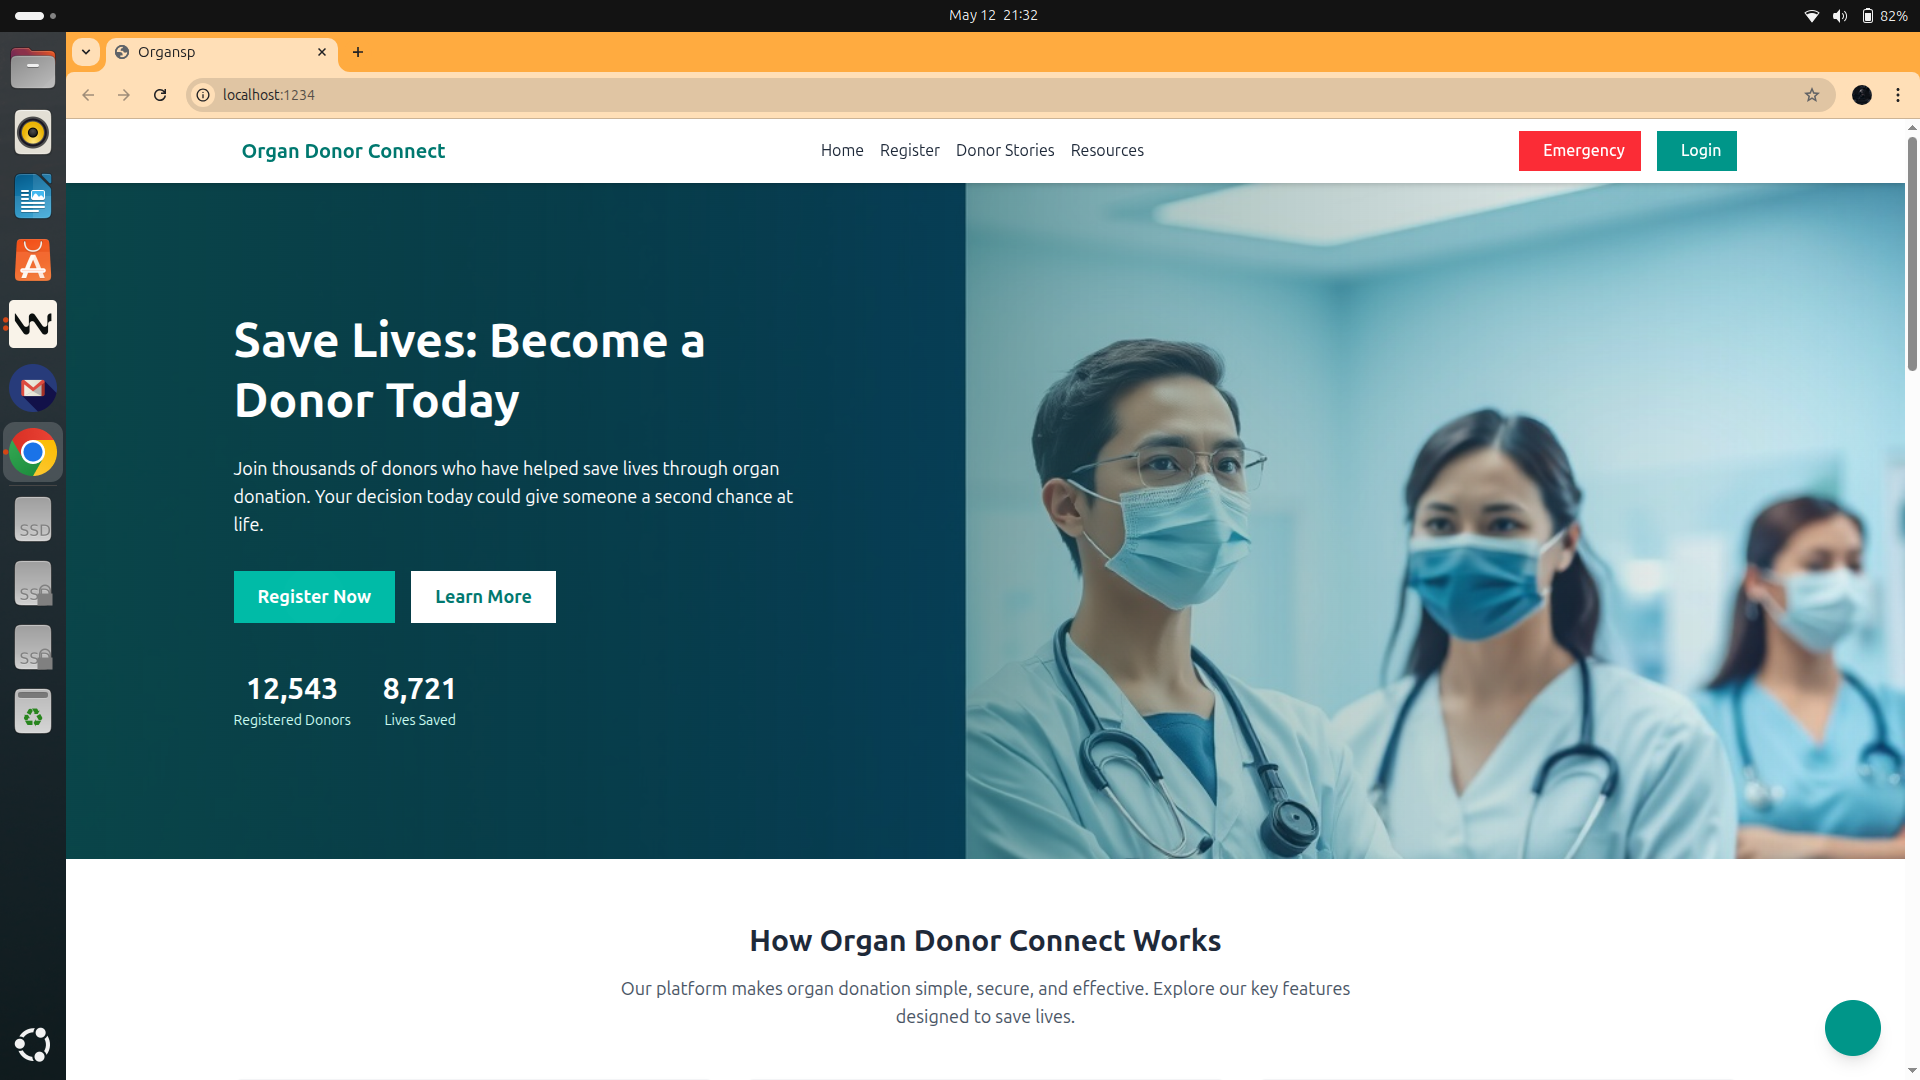 May 12 21:32
82%
Organsp
localhost:1234
Organ Donor Connect
Home
Register
Donor Stories
Resources
Emergency
Login
Save Lives: Become a
Donor Today
Join thousands of donors who have helped save lives through organ
donation. Your decision today could give someone a second chance at
life.
Register Now
Learn More
12,543
8,721
Registered Donors
Lives Saved
How Organ Donor Connect Works
Our platform makes organ donation simple, secure, and effective. Explore our key features
designed to save lives.
SSD
SSD
SSD